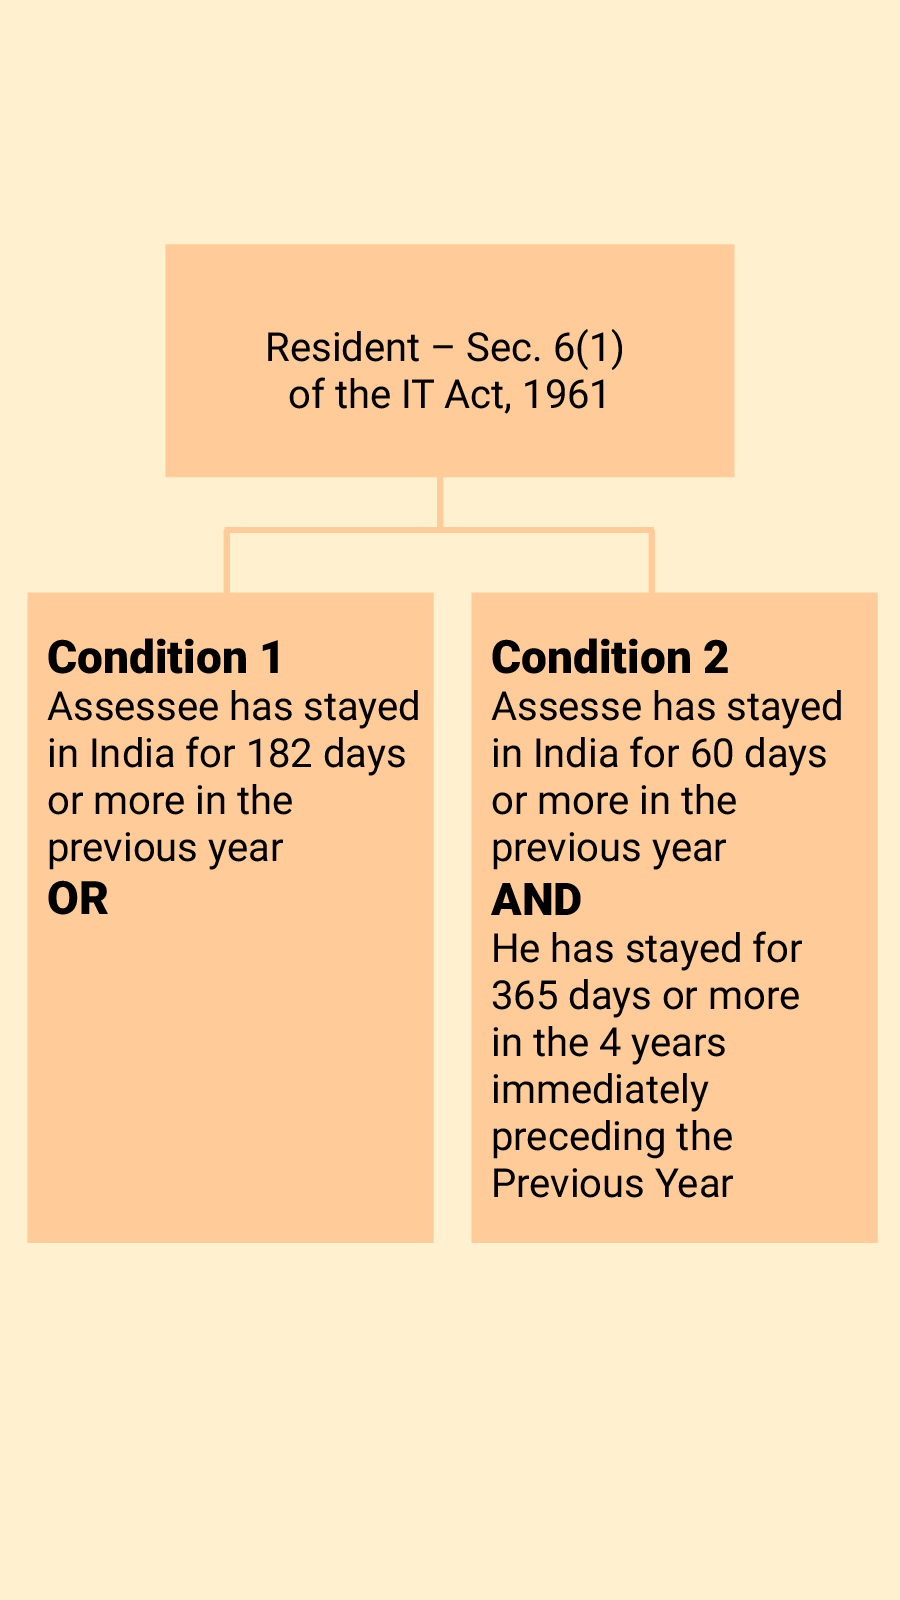 Resident – Sec. 6(1)
of the IT Act, 1961
Condition 1
Assessee has stayed
in India for 182 days
or more in the
previous year
OR
Condition 2
Assesse has stayed
in India for 60 days
or more in the
previous year
AND
He has stayed for
365 days or more
in the 4 years
immediately
preceding the
Previous Year